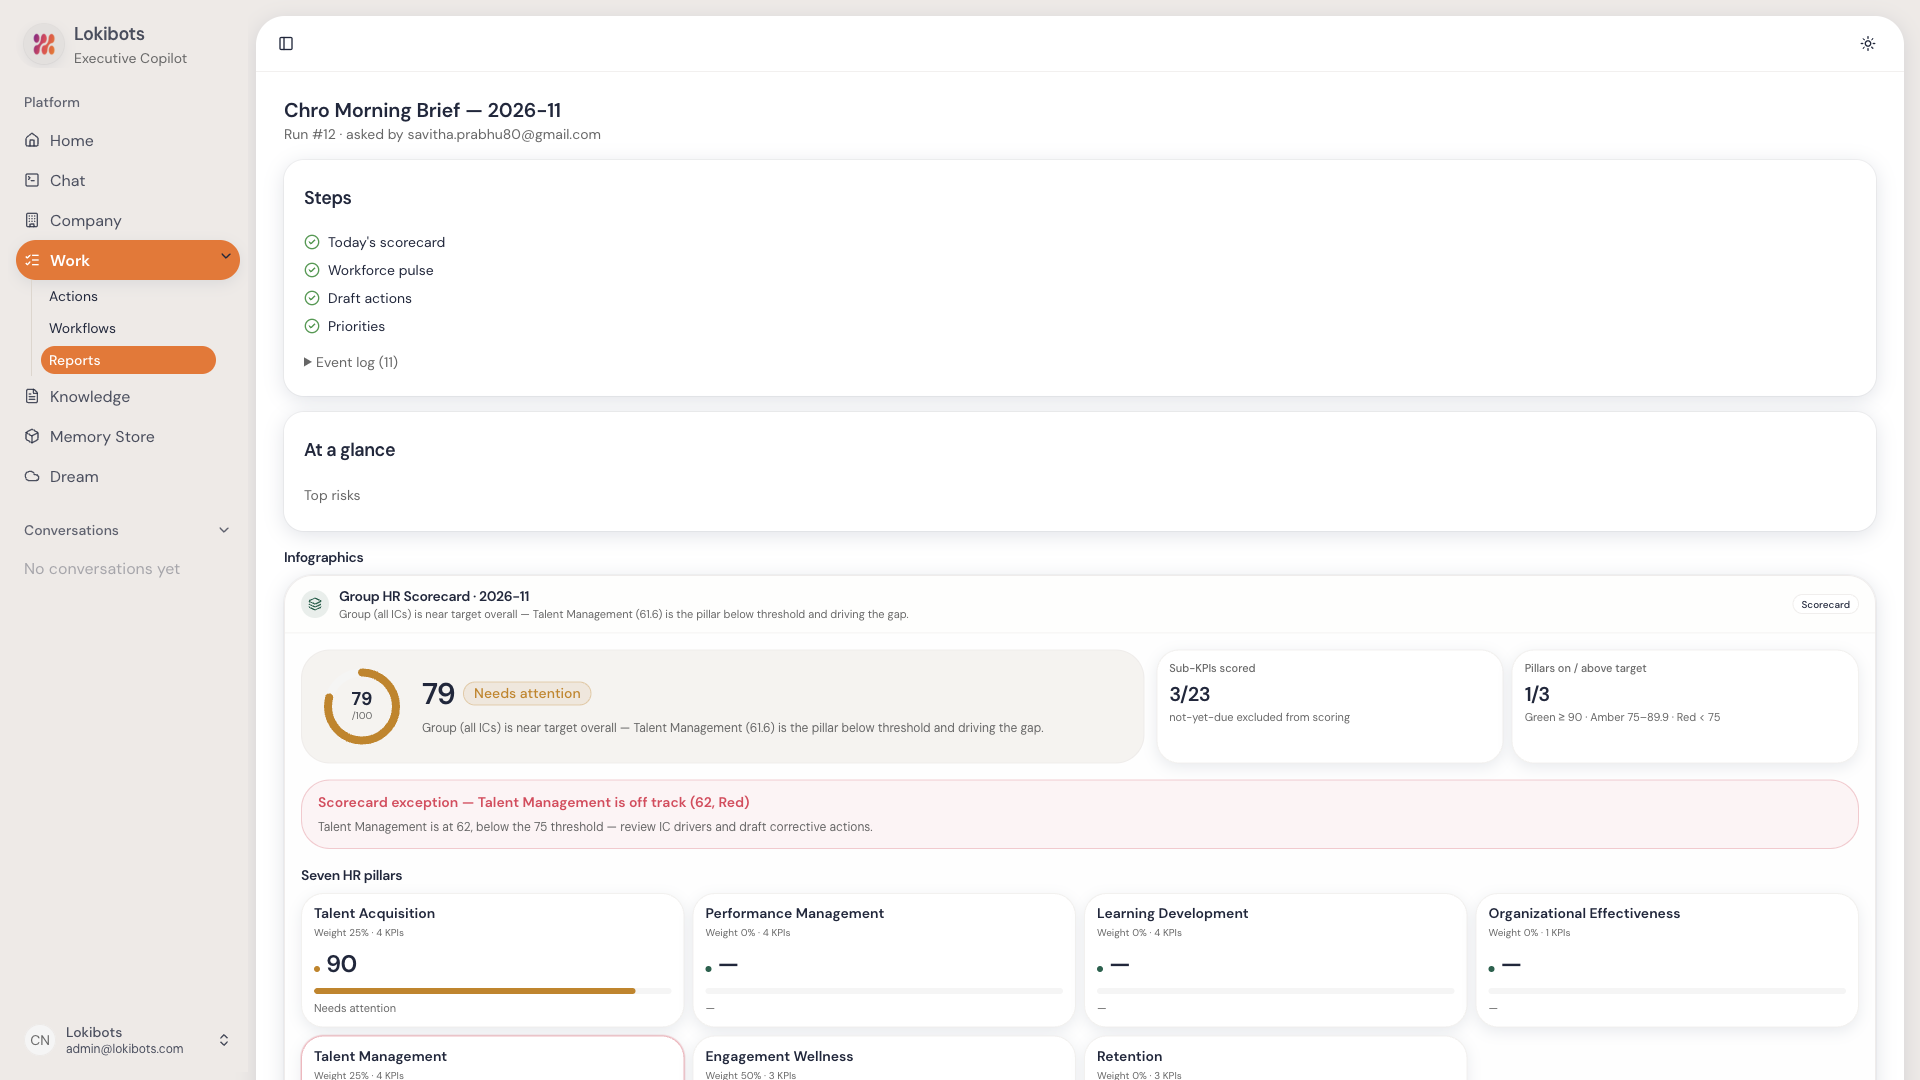 Lokibots
Executive Copilot
Platform
Home
Chat
Company
Work
Actions
Workflows
Reports
Knowledge
Memory Store
Dream
Conversations
No conversations yet
CN
Lokibots
admin@lokibots.com
Chro Morning Brief — 2026-11
Run #12 · asked by savitha.prabhu80@gmail.com
Steps
Today's scorecard
Workforce pulse
Draft actions
Priorities
Event log (11)
At a glance
Top risks
Infographics
Group HR Scorecard · 2026-11
Group (all ICs) is near target overall — Talent Management (61.6) is the pillar below threshold and driving the gap.
Scorecard
79
/100
79 Needs attention
Group (all ICs) is near target overall — Talent Management (61.6) is the pillar below threshold and driving the gap.
Sub-KPIs scored
3/23
not-yet-due excluded from scoring
Pillars on / above target
1/3
Green ≥ 90 · Amber 75–89.9 · Red < 75
Scorecard exception — Talent Management is off track (62, Red)
Talent Management is at 62, below the 75 threshold — review IC drivers and draft corrective actions.
Seven HR pillars
Talent Acquisition
Weight 25% · 4 KPIs
90
Needs attention
Performance Management
Weight 0% · 4 KPIs
—
—
Learning Development
Weight 0% · 4 KPIs
—
—
Organizational Effectiveness
Weight 0% · 1 KPIs
—
—
Talent Management
Weight 25% · 4 KPIs
Engagement Wellness
Weight 50% · 3 KPIs
Retention
Weight 0% · 3 KPIs